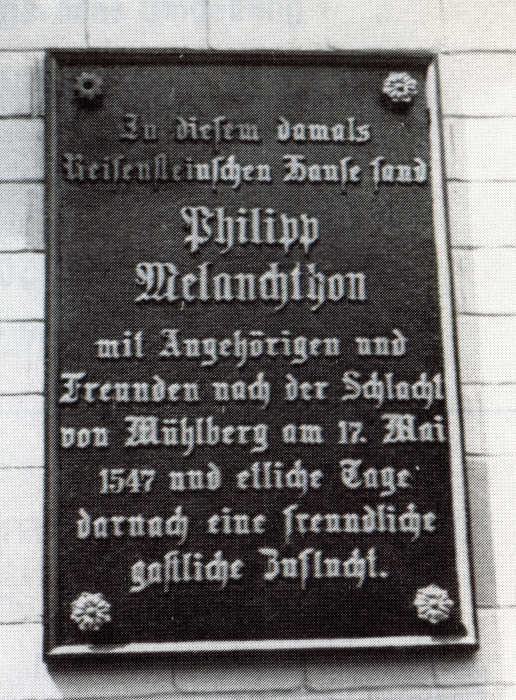 In diesem damals
Reifensteinschen Hause fand
Philipp
Melanchthon
mit Angehörigen und
Freunden nach der Schlacht
von Mühlberg am 17. Mai
1547 und etliche Tage
darnach eine freundliche
gastliche Zuflucht.